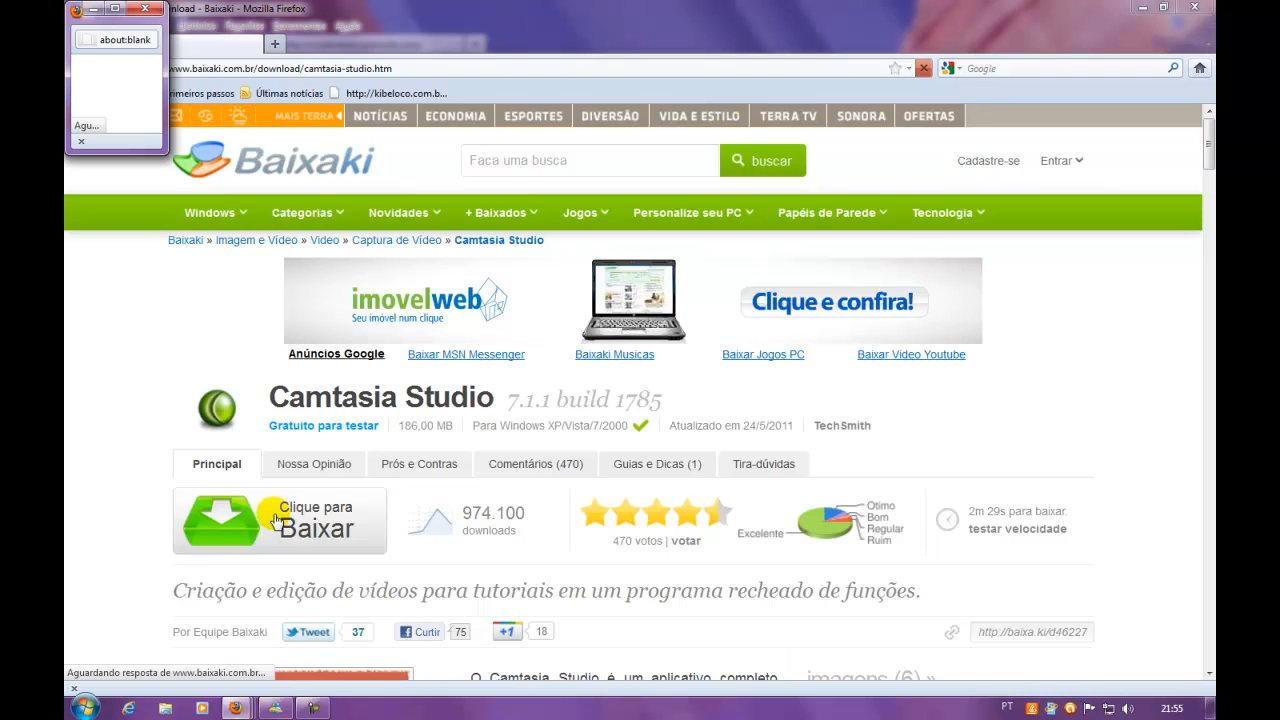 nload - Baixaki - Mozilla Firefox
Histórico Favoritos Ferramentas Ajuda
about:blank
www.baixaki.com.br/download/camtasia-studio.htm
Google
rimeiros passos Últimas notícias http://kibeloco.com.b...
Agu...
MAIS TERRA NOTÍCIAS ECONOMIA ESPORTES DIVERSÃO VIDA E ESTILO TERRA TV SONORA OFERTAS
Baixaki Faca uma busca buscar Cadastre-se Entrar
Windows Categorias Novidades + Baixados Jogos Personalize seu PC Papéis de Parede Tecnologia
Baixaki » Imagem e Vídeo » Video » Captura de Vídeo » Camtasia Studio
imovelweb
Seu imóvel num clique
Clique e confira!
Anúncios Google Baixar MSN Messenger Baixaki Musicas Baixar Jogos PC Baixar Video Youtube
Camtasia Studio 7.1.1 build 1785
Gratuito para testar 186,00 MB Para Windows XP/Vista/7/2000 Atualizado em 24/5/2011 TechSmith
Principal Nossa Opinião Prós e Contras Comentários (470) Guias e Dicas (1) Tira-dúvidas
Clique para
Baixar
974.100
downloads
470 votos | votar
Excelente
Otimo
Bom
Regular
Ruim
2m 29s para baixar.
testar velocidade
Criação e edição de vídeos para tutoriais em um programa recheado de funções.
Por Equipe Baixaki Tweet 37 Curtir 75 +1 18 http://baixa.ki/d46227
O Camtasia Studio é um aplicativo completo
imagens (6) »
Aguardando resposta de www.baixaki.com.br...
PT 21:55